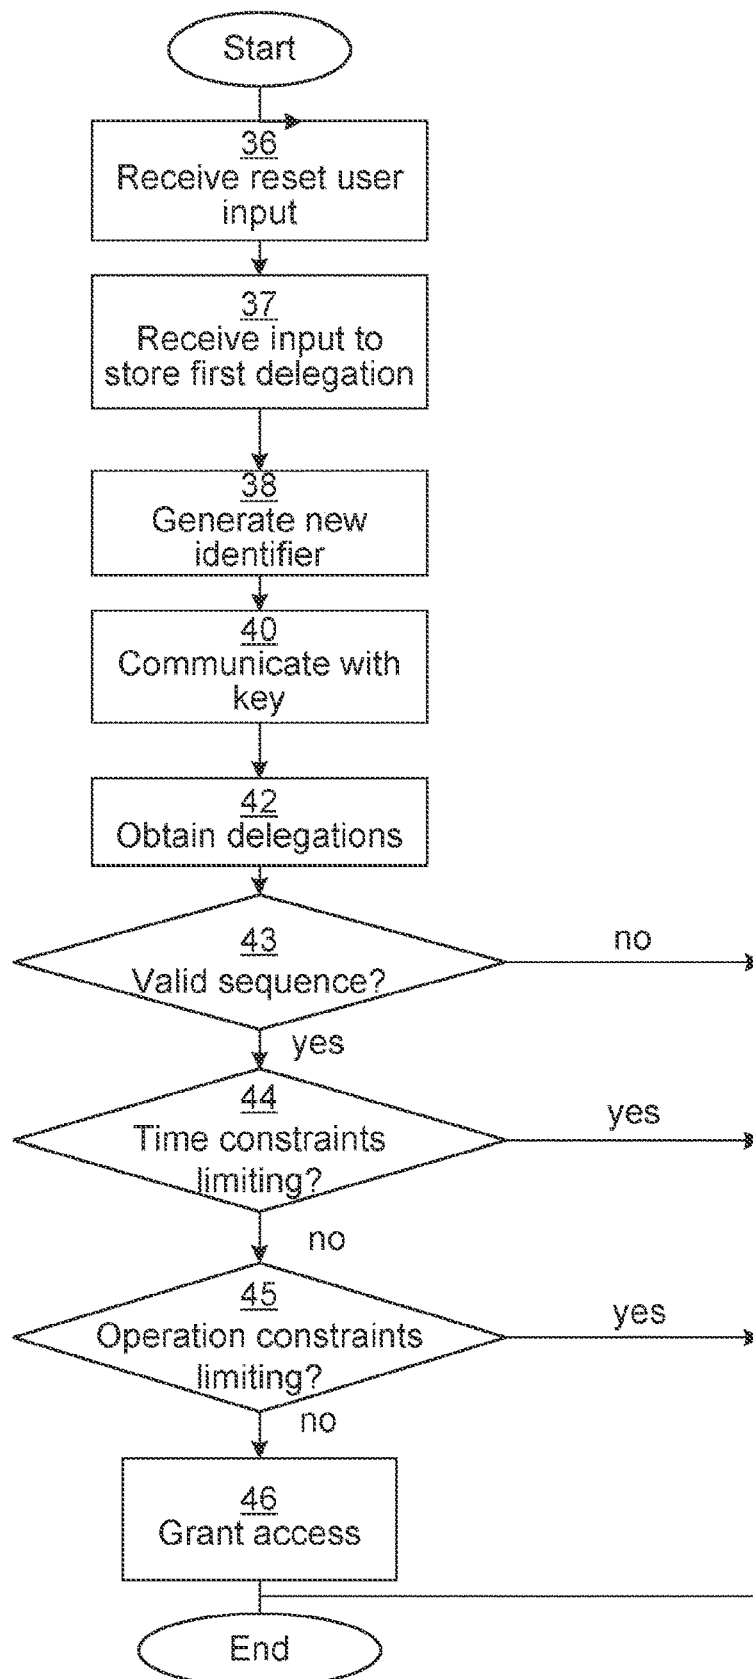 Start
36
Receive reset user
input
37
Receive input to
store first delegation
38
Generate new
identifier
40
Communicate with
key
42
Obtain delegations
43
Valid sequence?
no
yes
44
Time constraints
limiting?
yes
no
45
Operation constraints
limiting?
yes
no
46
Grant access
End